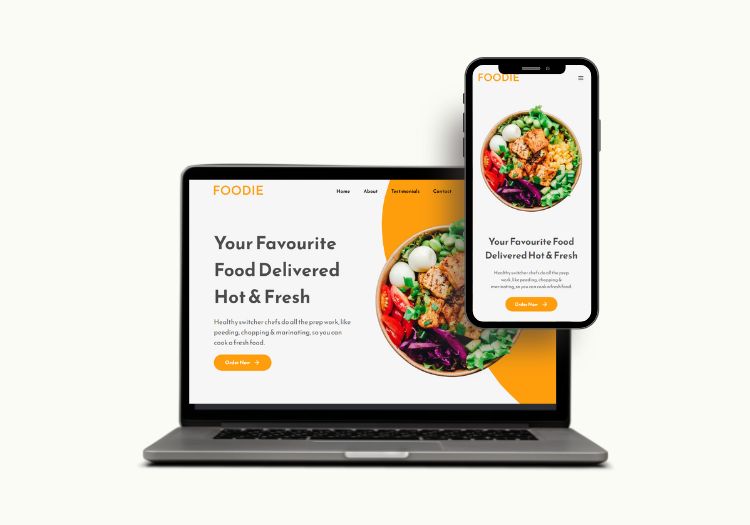 FOODIE
Home About Testimonials Contact
Your Favourite
Food Delivered
Hot & Fresh
Healthy switcher chefs do all the prep work, like
peeding, chopping & marinating, so you can
cook a fresh food.
Order Now →
FOODIE
Your Favourite Food
Delivered Hot & Fresh
Healthy switcher chefs do all the prep
work, like peeding, chopping &
marinating, so you can cook a fresh food.
Order Now →